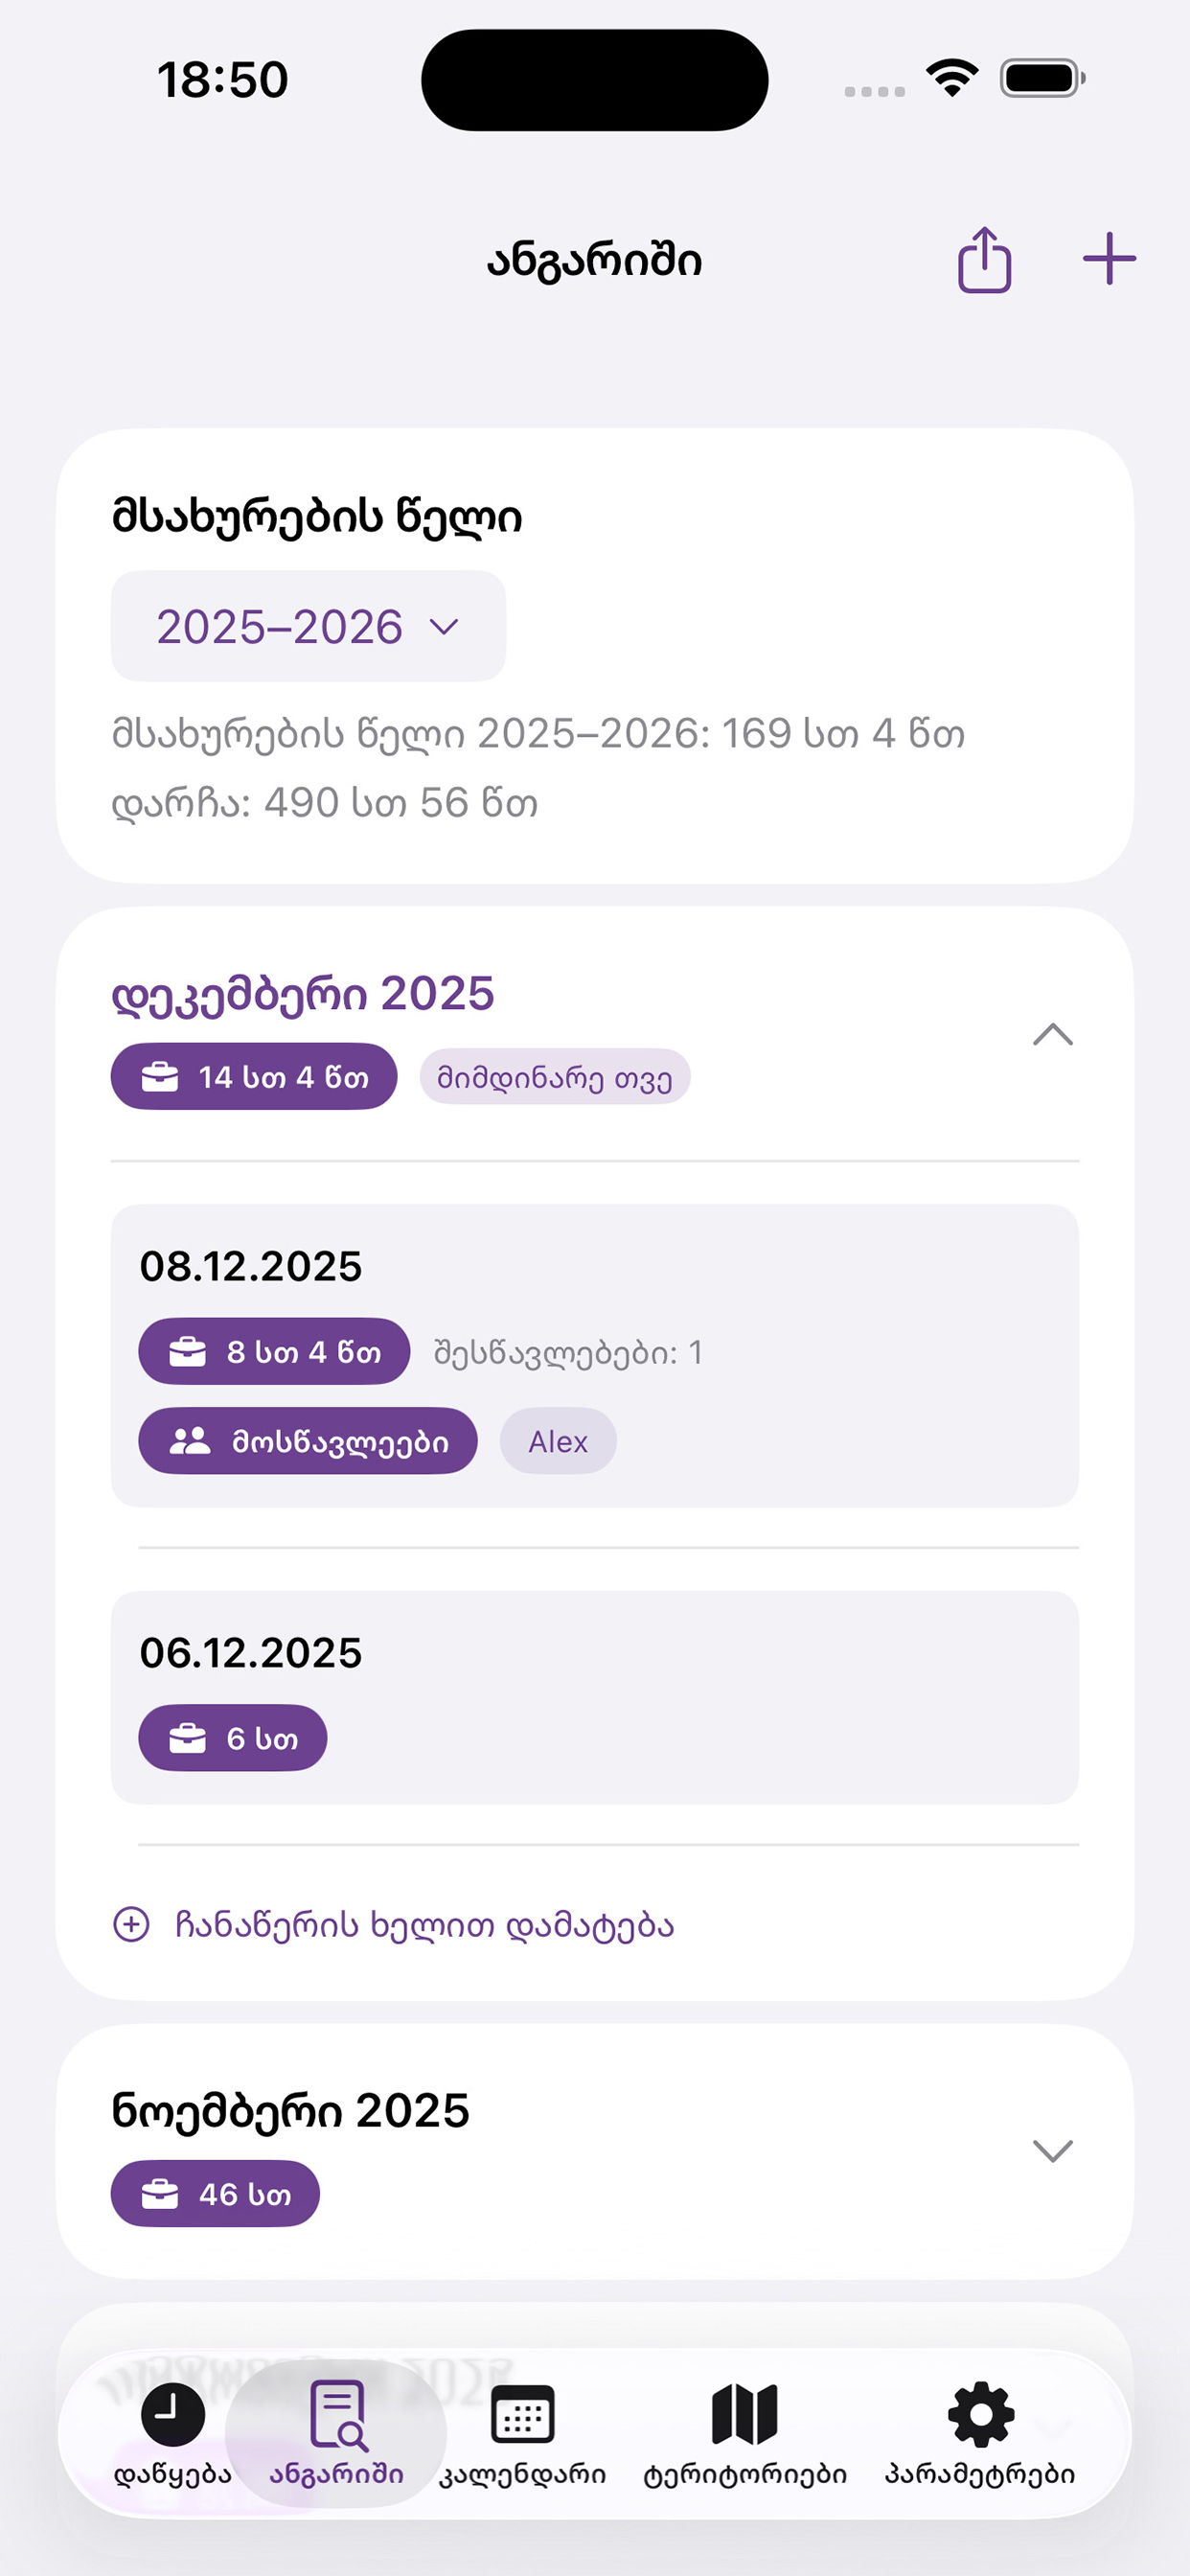 18:50
ანგარიში
მსახურების წელი
2025–2026
მსახურების წელი 2025–2026: 169 სთ 4 წთ
დარჩა: 490 სთ 56 წთ
დეკემბერი 2025
14 სთ 4 წთ
მიმდინარე თვე
08.12.2025
8 სთ 4 წთ
შესწავლებები: 1
მოსწავლეები
Alex
06.12.2025
6 სთ
ჩანაწერის ხელით დამატება
ნოემბერი 2025
46 სთ
დაწყება
ანგარიში
კალენდარი
ტერიტორიები
პარამეტრები